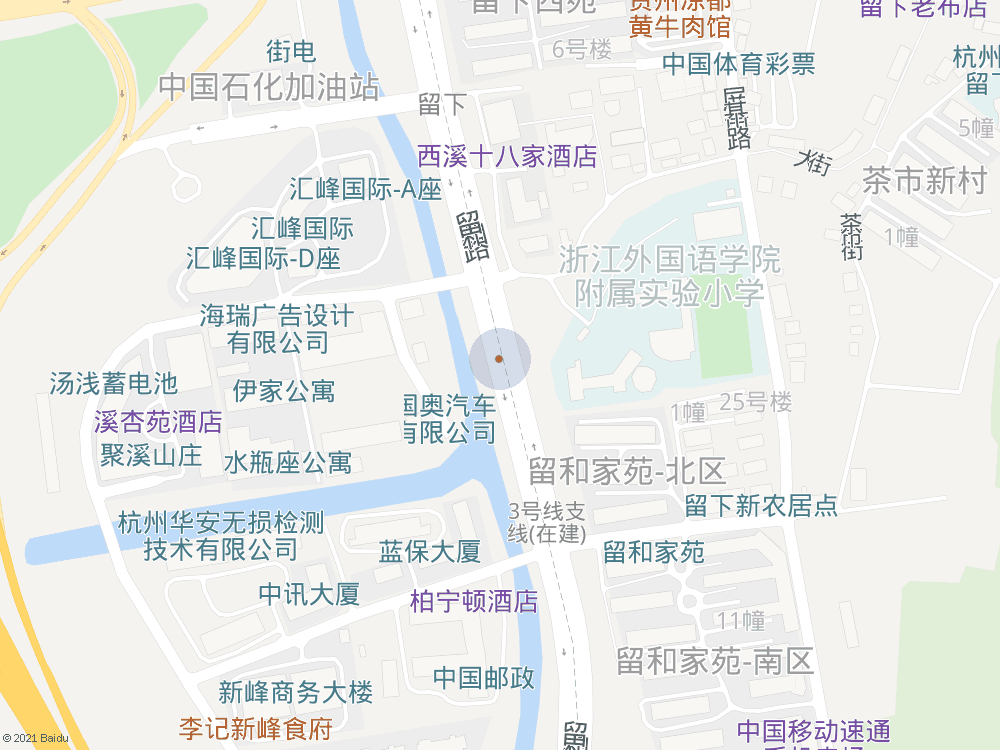 留下四苑
贵州凉都
黄牛肉馆
留下老布店
6号楼
街电
中国体育彩票
杭州
留下
中国石化加油站
留下
屏基路
5幢
西溪十八家酒店
大街
汇峰国际-A座
茶市新村
汇峰国际
留和路
茶市街
1幢
汇峰国际-D座
浙江外国语学院
附属实验小学
海瑞广告设计
有限公司
汤浅蓄电池
伊家公寓
国奥汽车
有限公司
1幢
25号楼
溪杏苑酒店
聚溪山庄
水瓶座公寓
留和家苑-北区
3号线支
线(在建)
留下新农居点
杭州华安无损检测
技术有限公司
蓝保大厦
留和家苑
中讯大厦
柏宁顿酒店
11幢
留和家苑-南区
新峰商务大楼
中国邮政
李记新峰食府
中国移动速通
© 2021 Baidu